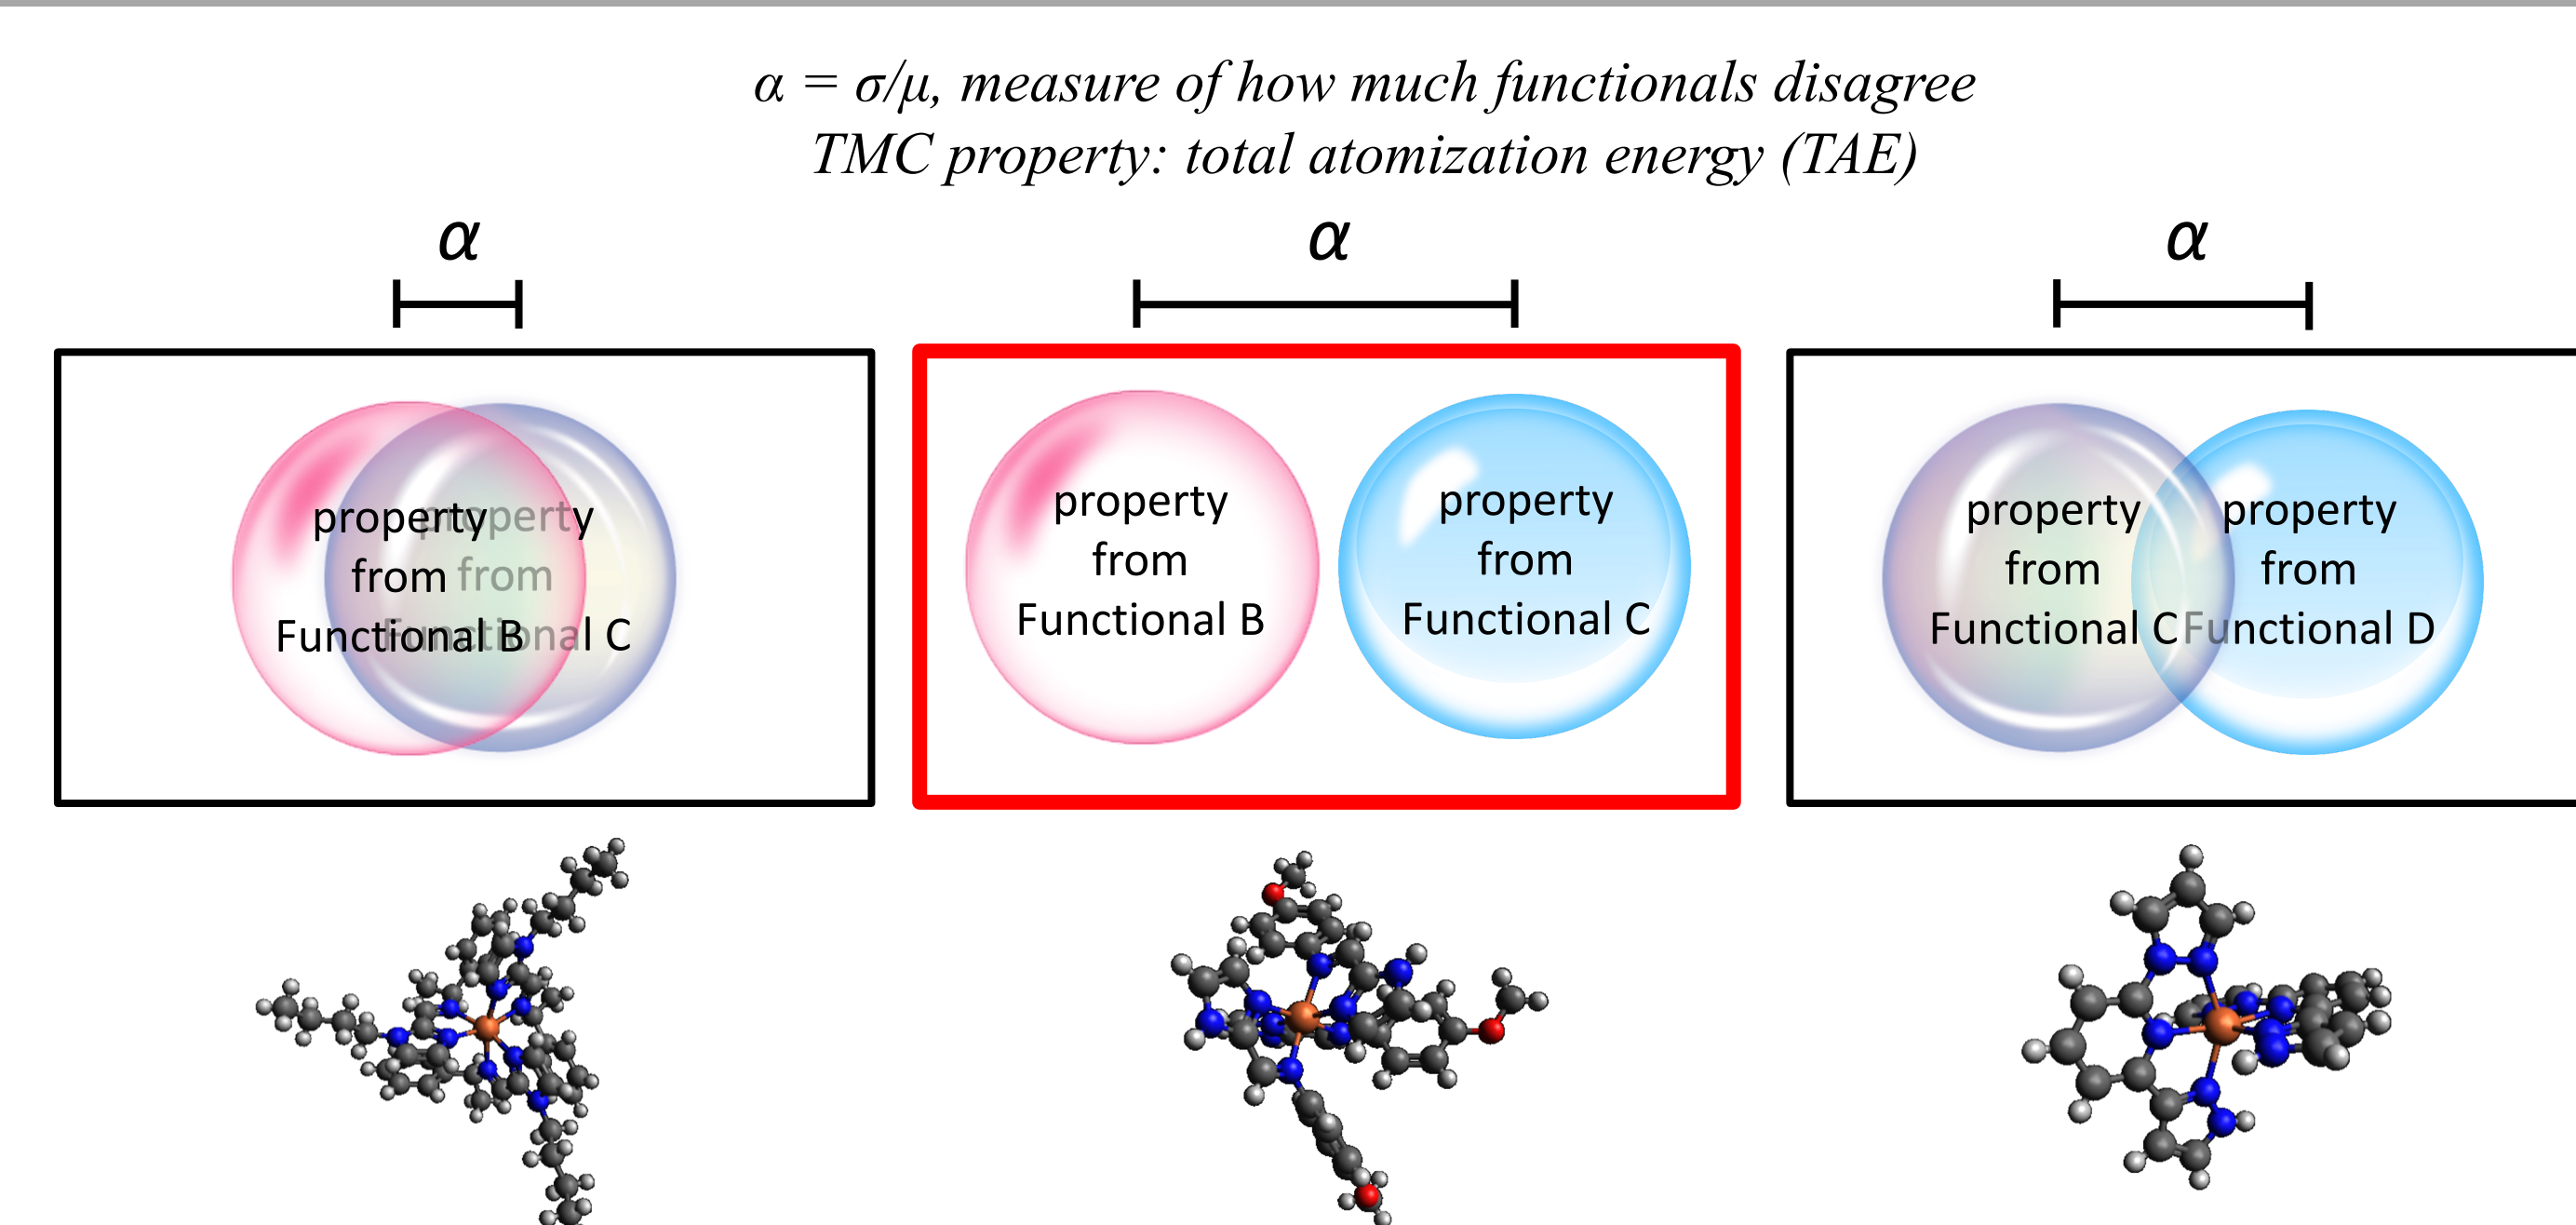 α = σ/μ, measure of how much functionals disagree
TMC property: total atomization energy (TAE)
α
α
α
property
from
Functional B
property
from
Functional C
property
from
Functional B
property
from
Functional C
property
from
Functional C
property
from
Functional D